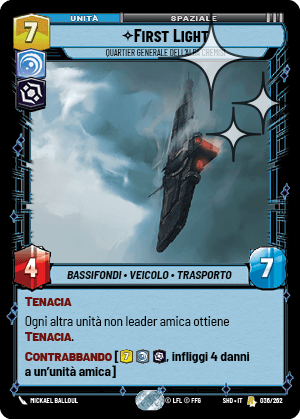 UNITÀ SPAZIALE
7
✧FIRST LIGHT
QUARTIER GENERALE DELL'ALBA CREMISI
4
7
BASSIFONDI • VEICOLO • TRASPORTO
TENACIA
Ogni altra unità non leader amica ottiene
TENACIA.
CONTRABBANDO [7, infliggi 4 danni
a un'unità amica]
MICKAEL BALLOUL © LFL © FFG SHD • IT 036/262